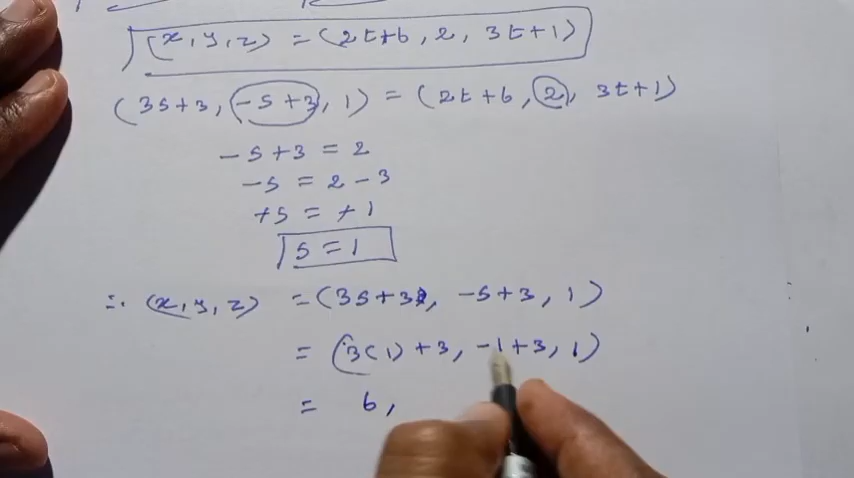 (x, y, z) = (2t+6, 2, 3t+1)
(3s+3, -s+3, 1) = (2t+6, 2, 3t+1)
-s+3 = 2
-s = 2-3
+s = +1
s = 1
∴ (x, y, z) = (3s+3, -s+3, 1)
= (3(1)+3, -1+3, 1)
= 6,